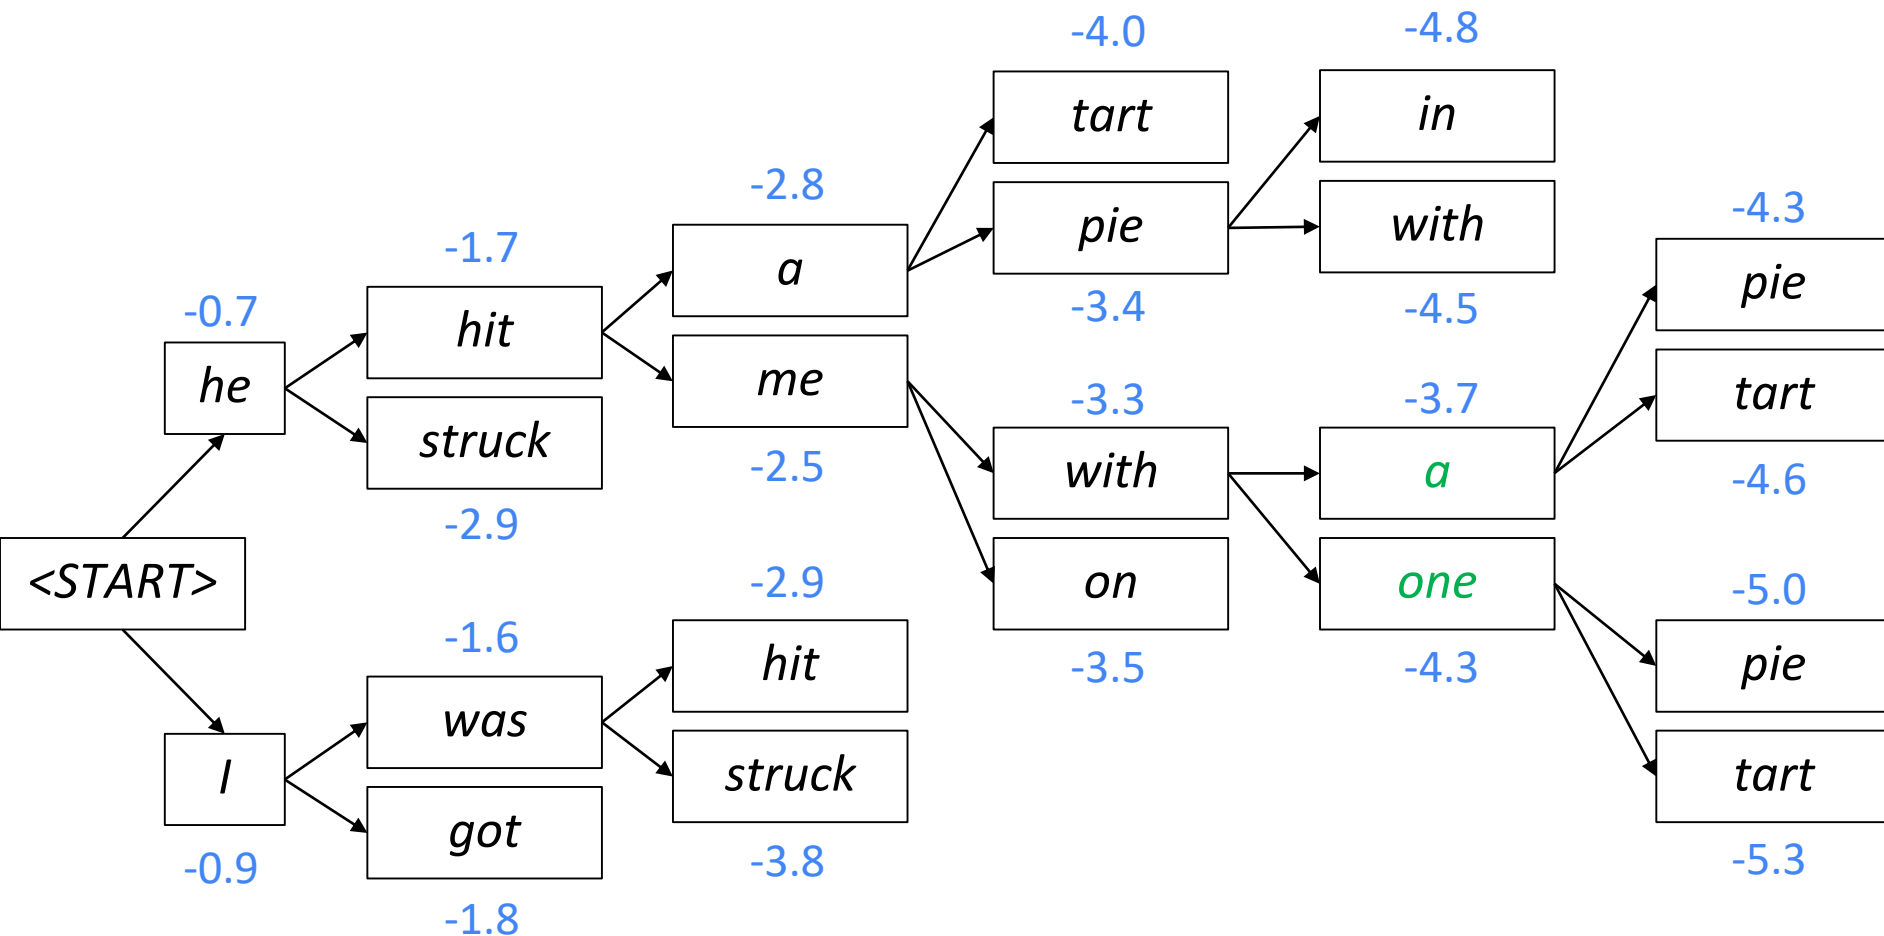 -4.0
-4.8
tart
in
-2.8
-4.3
pie
with
-1.7
a
pie
-0.7
-3.4
-4.5
hit
tart
he
me
-3.3
-3.7
struck
-2.5
with
a
-4.6
-2.9
<START>
-2.9
on
one
-5.0
-1.6
hit
-3.5
-4.3
pie
was
I
struck
tart
got
-0.9
-3.8
-5.3
-1.8